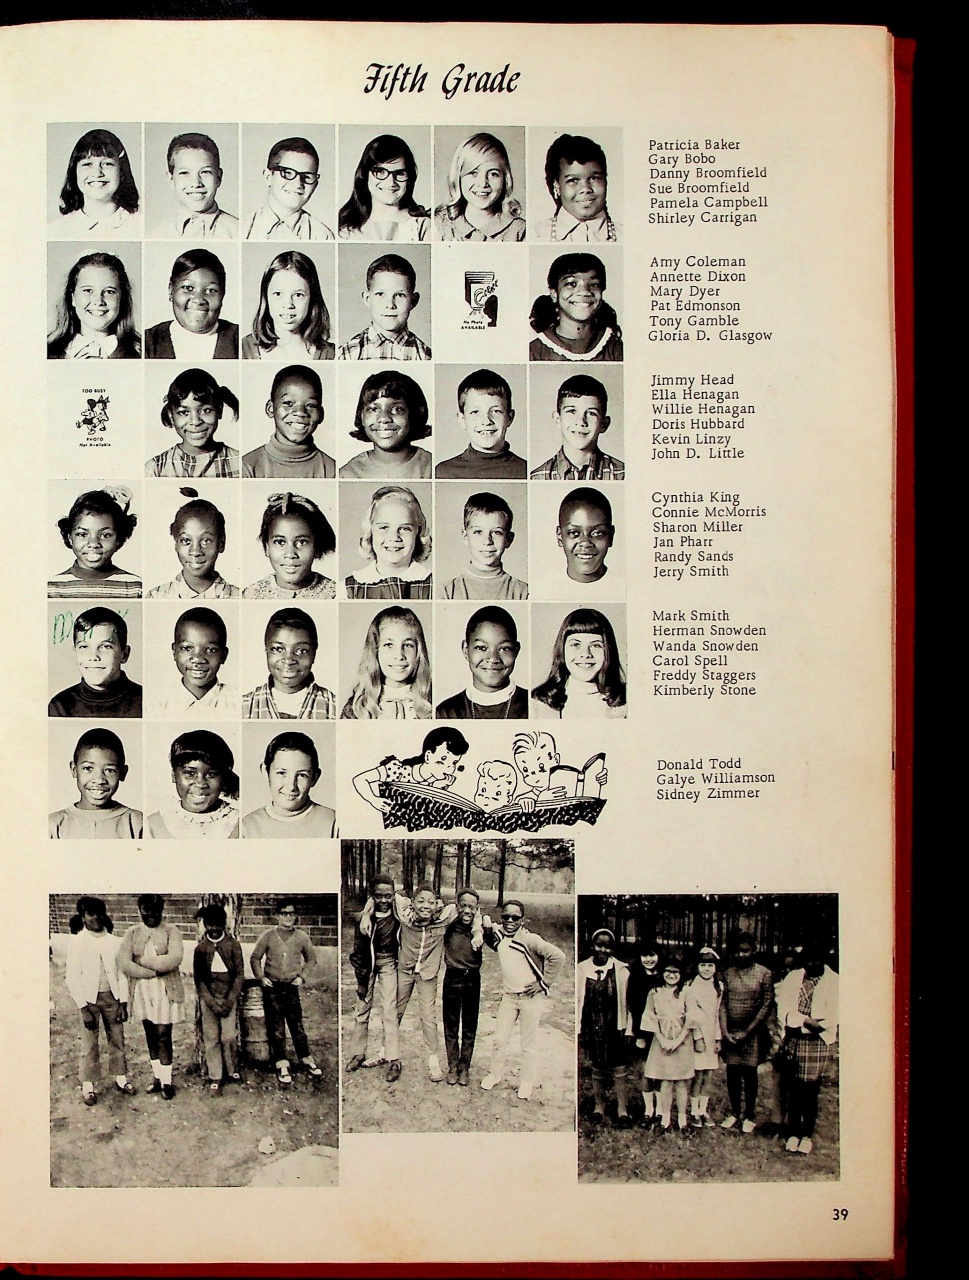 Fifth Grade
Patricia Baker
Gary Bobo
Danny Broomfield
Sue Broomfield
Pamela Campbell
Shirley Carrigan
Amy Coleman
Annette Dixon
Mary Dyer
Pat Edmonson
Tony Gamble
Gloria D. Glasgow
No Photo
AVAILABLE
TOO BUSY
PHOTO
Not Available
Jimmy Head
Ella Henagan
Willie Henagan
Doris Hubbard
Kevin Linzy
John D. Little
Cynthia King
Connie McMorris
Sharon Miller
Jan Pharr
Randy Sands
Jerry Smith
Mark Smith
Herman Snowden
Wanda Snowden
Carol Spell
Freddy Staggers
Kimberly Stone
Donald Todd
Galye Williamson
Sidney Zimmer
39